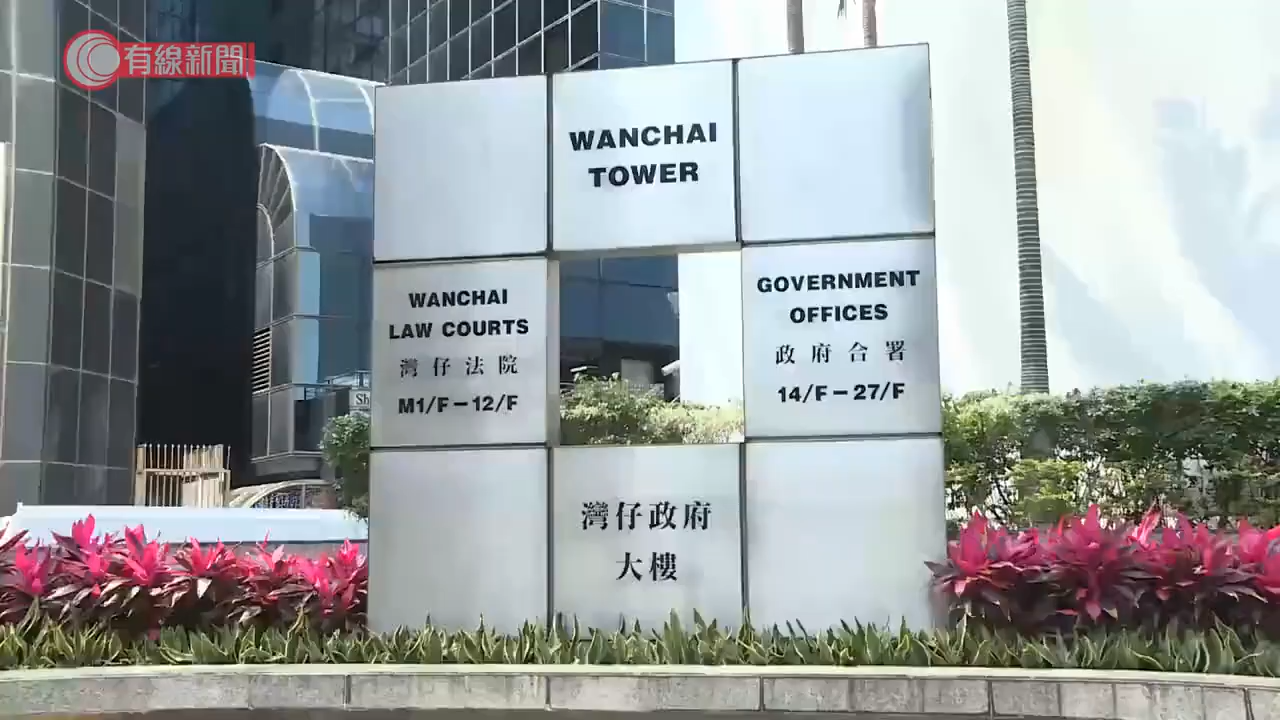 有線新聞
WANCHAI
TOWER
WANCHAI
LAW COURTS
灣仔法院
M1/F－12/F
GOVERNMENT
OFFICES
政府合署
14/F－27/F
灣仔政府
大樓
Sh